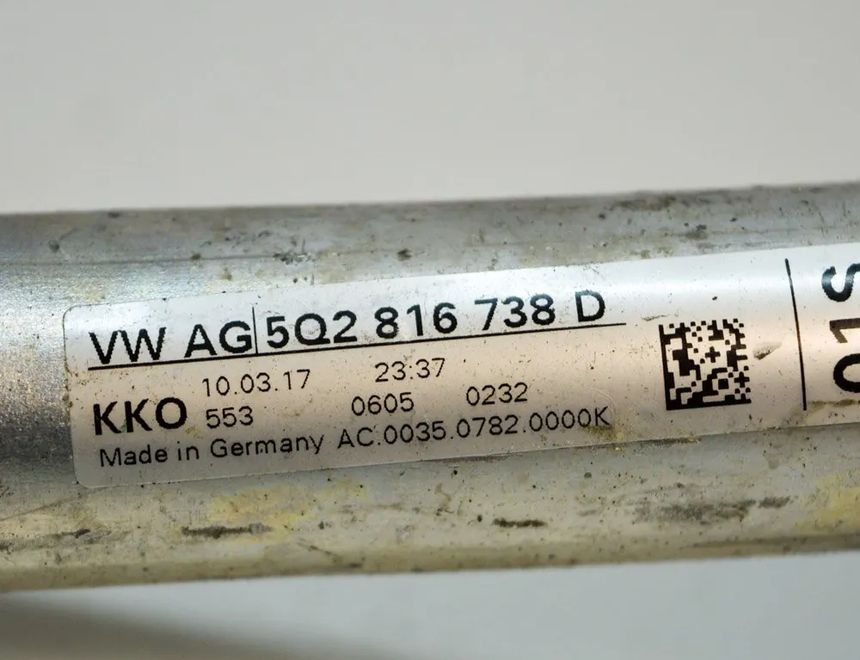 VW AG 5Q2 816 738 D
10.03.17 23:37
KKO 553 0605 0232
Made in Germany AC.0035.0782.0000K
01S